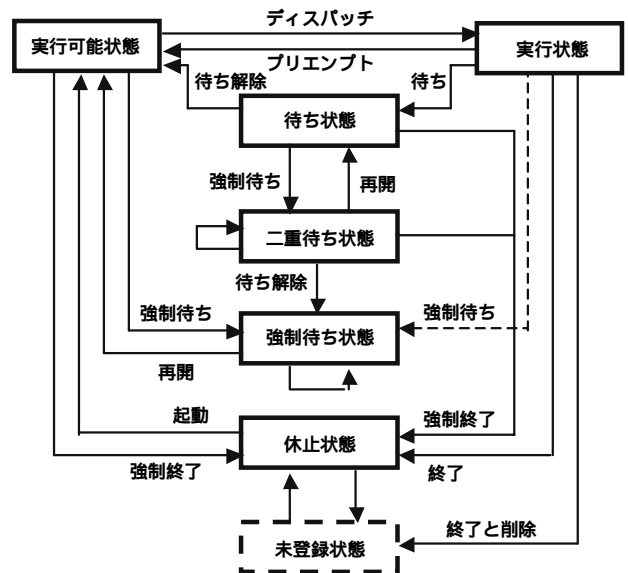 ディスパッチ
実行可能状態
実行状態
プリエンプト
待ち解除
待ち
待ち状態
強制待ち
再開
二重待ち状態
待ち解除
強制待ち
強制待ち
強制待ち状態
再開
起動
強制終了
休止状態
強制終了
終了
終了と削除
未登録状態